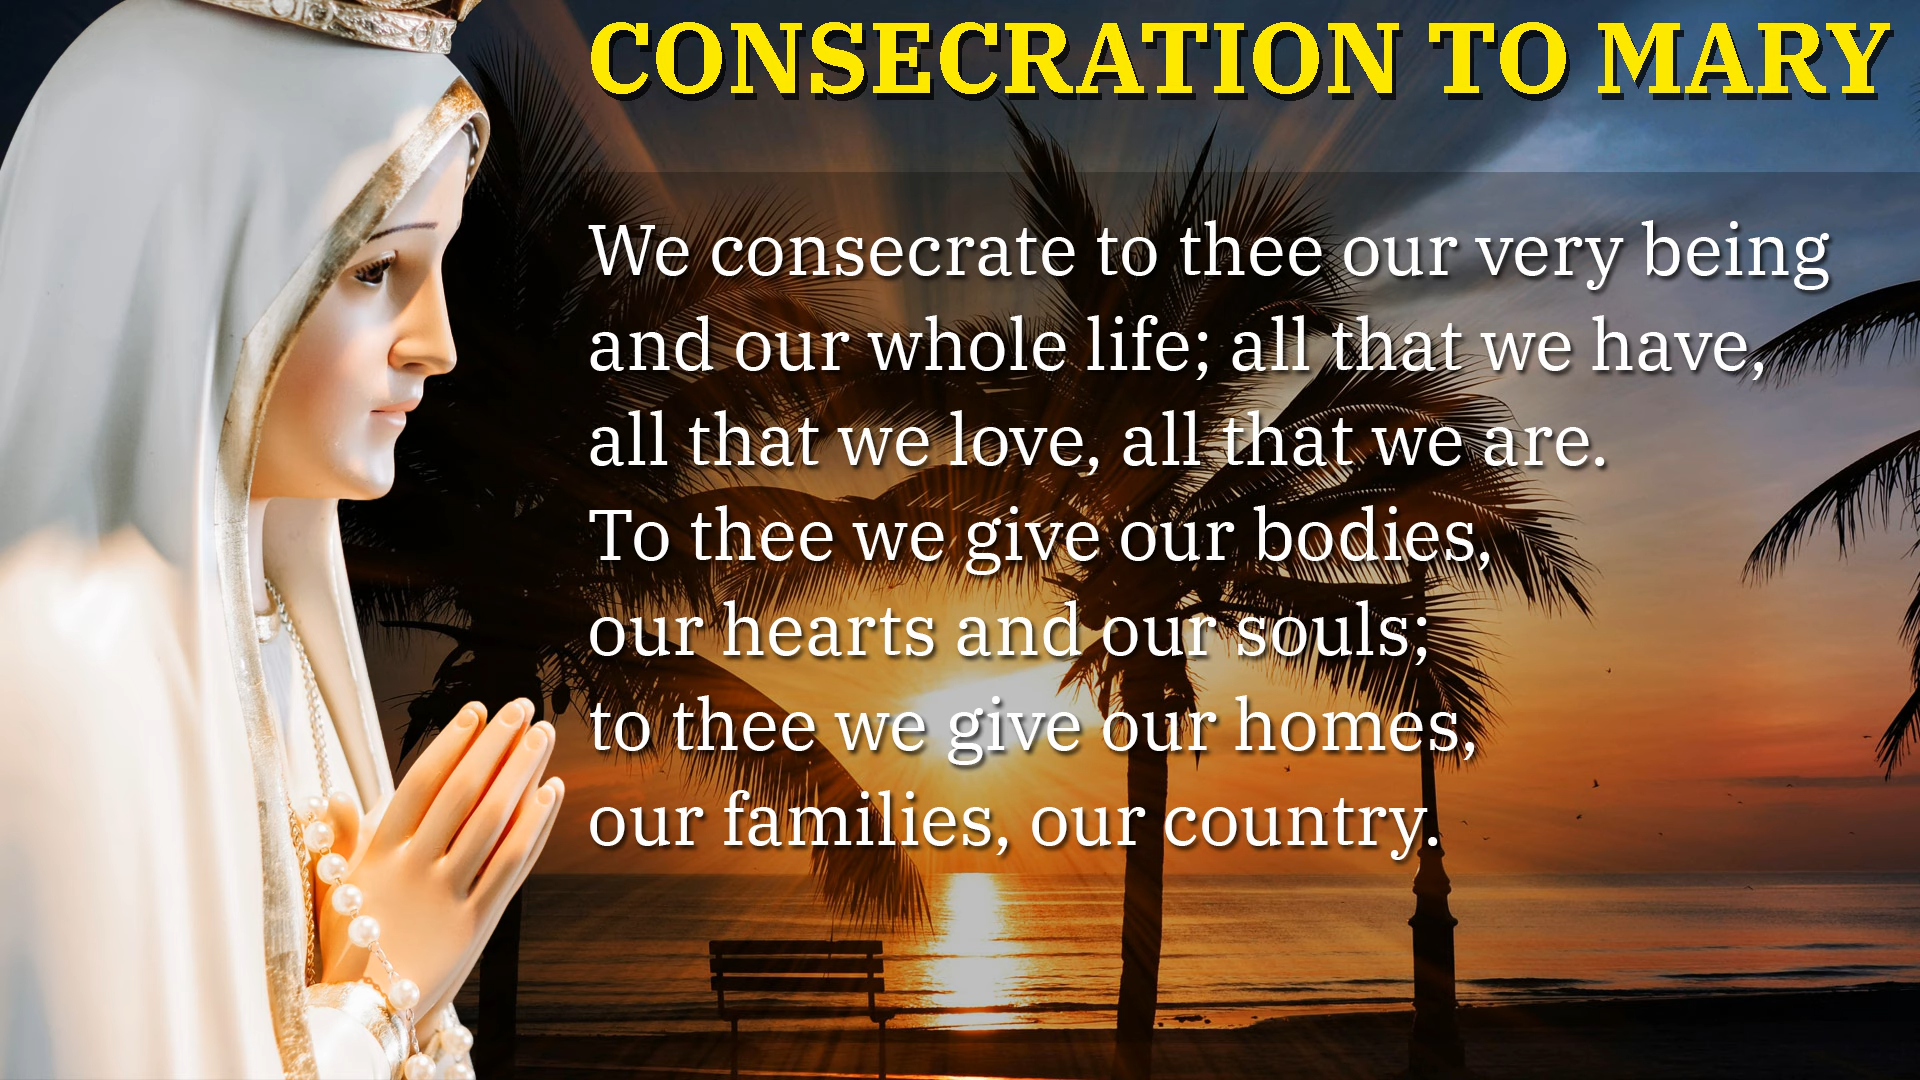 CONSECRATION TO MARY
We consecrate to thee our very being
and our whole life; all that we have,
all that we love, all that we are.
To thee we give our bodies,
our hearts and our souls;
to thee we give our homes,
our families, our country.